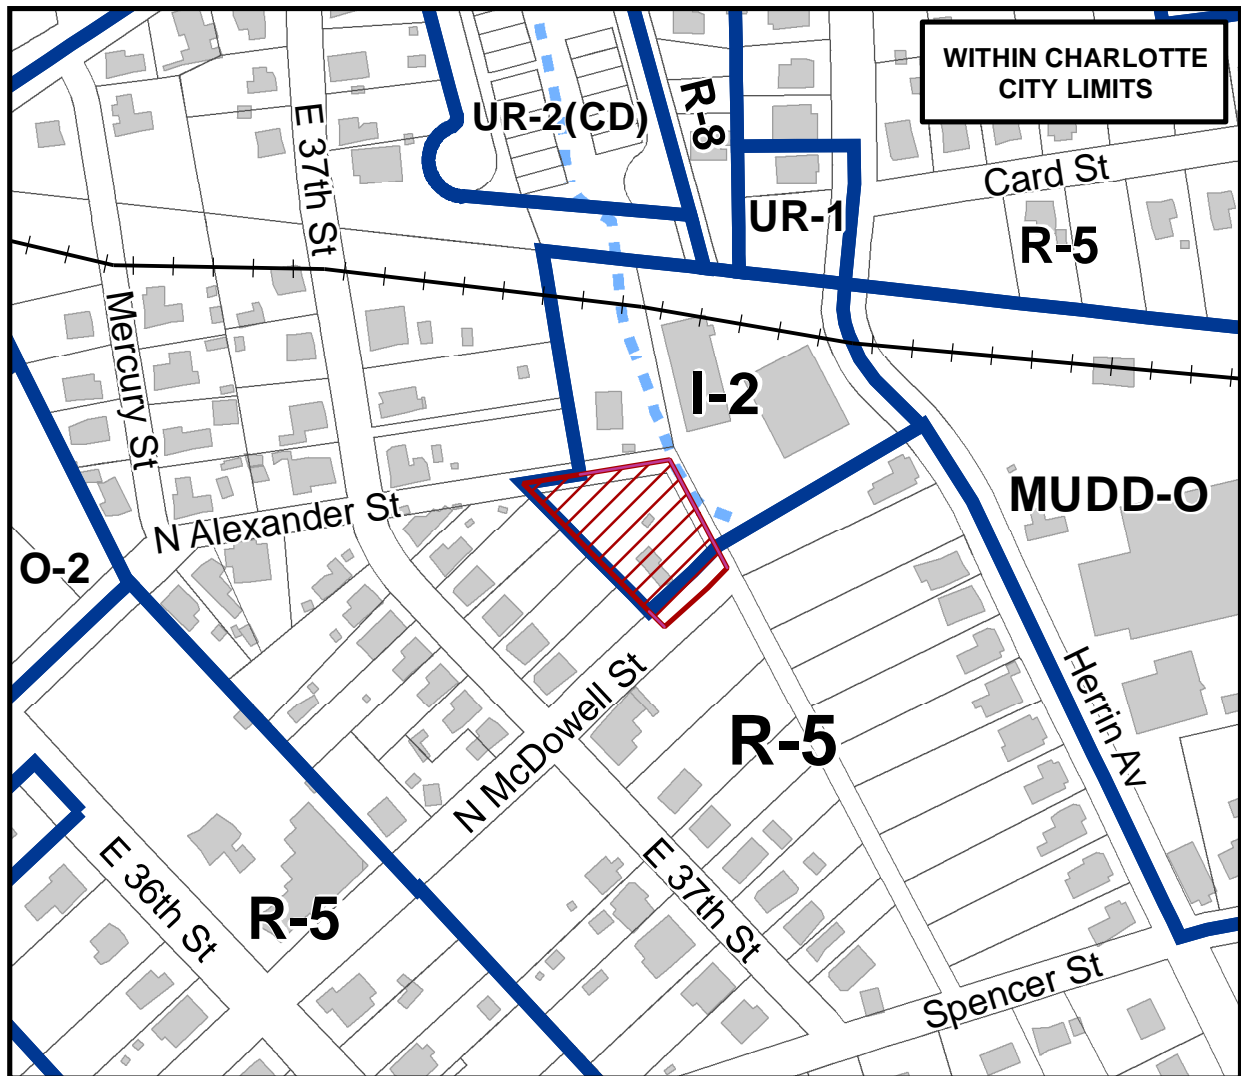 WITHIN CHARLOTTE
CITY LIMITS
UR-2(CD)
R-8
E 37th St
Card St
UR-1
R-5
Mercury St
I-2
MUDD-O
N Alexander St
O-2
Herrin Av
N McDowell St
R-5
E 36th St
E 37th St
R-5
Spencer St